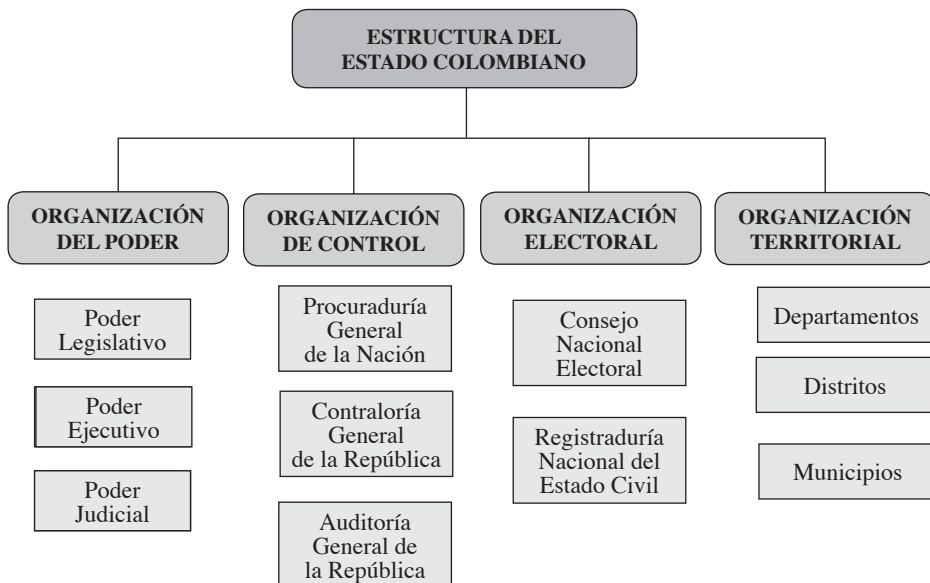 ESTRUCTURA DEL
ESTADO COLOMBIANO
ORGANIZACIÓN
DEL PODER
Poder
Legislativo
Poder
Ejecutivo
Poder
Judicial
ORGANIZACIÓN
DE CONTROL
Procuraduría
General
de la Nación
Contraloría
General
de la República
Auditoría
General de
la República
ORGANIZACIÓN
ELECTORAL
Consejo
Nacional
Electoral
Registraduría
Nacional del
Estado Civil
ORGANIZACIÓN
TERRITORIAL
Departamentos
Distritos
Municipios